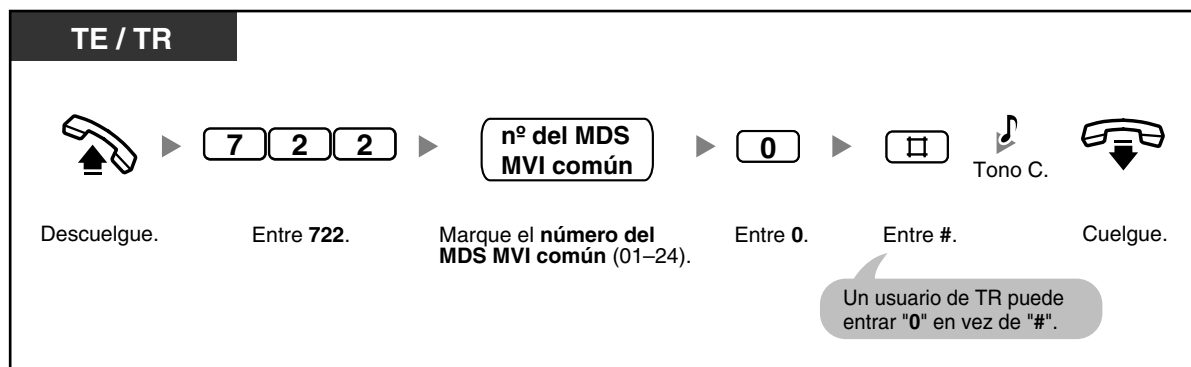 TE / TR
7 2 2
nº del MDS
MVI común
0
Tono C.
Descuelgue.
Entre 722.
Marque el número del
MDS MVI común (01–24).
Entre 0.
Entre #.
Cuelgue.
Un usuario de TR puede
entrar "0" en vez de "#".